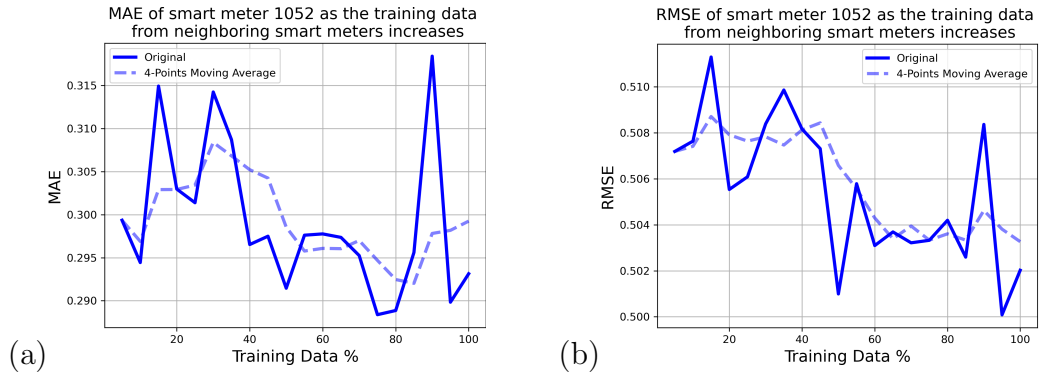 MAE of smart meter 1052 as the training data
from neighboring smart meters increases
Original
4-Points Moving Average
0.315
0.310
0.305
0.300
0.295
0.290
MAE
20
40
60
80
100
Training Data %
(a)
RMSE of smart meter 1052 as the training data
from neighboring smart meters increases
Original
4-Points Moving Average
0.510
0.508
0.506
0.504
0.502
0.500
RMSE
20
40
60
80
100
Training Data %
(b)